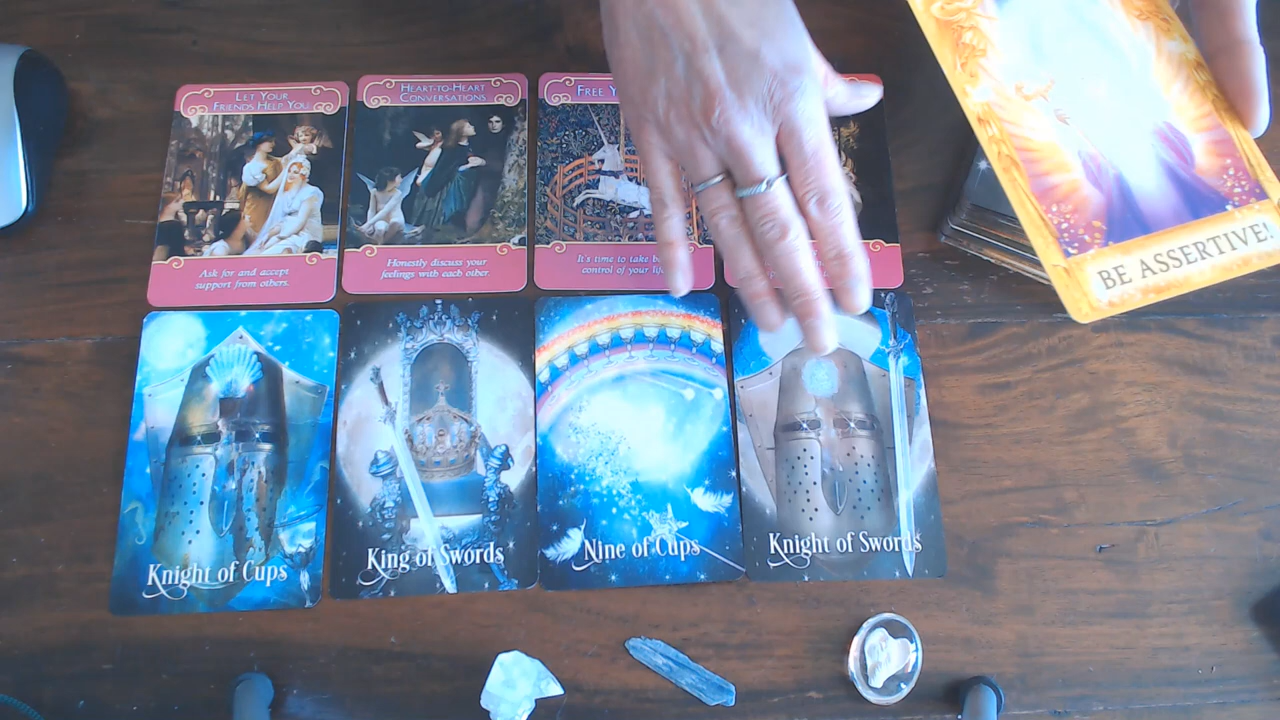 LET YOUR
FRIENDS HELP YOU
HEART-TO-HEART
CONVERSATIONS
FREE
Ask for and accept
support from others.
Honestly discuss your
feelings with each other.
It's time to take
control of your
BE ASSERTIVE!
Knight of Cups
King of Swords
Nine of Cups
Knight of Swords